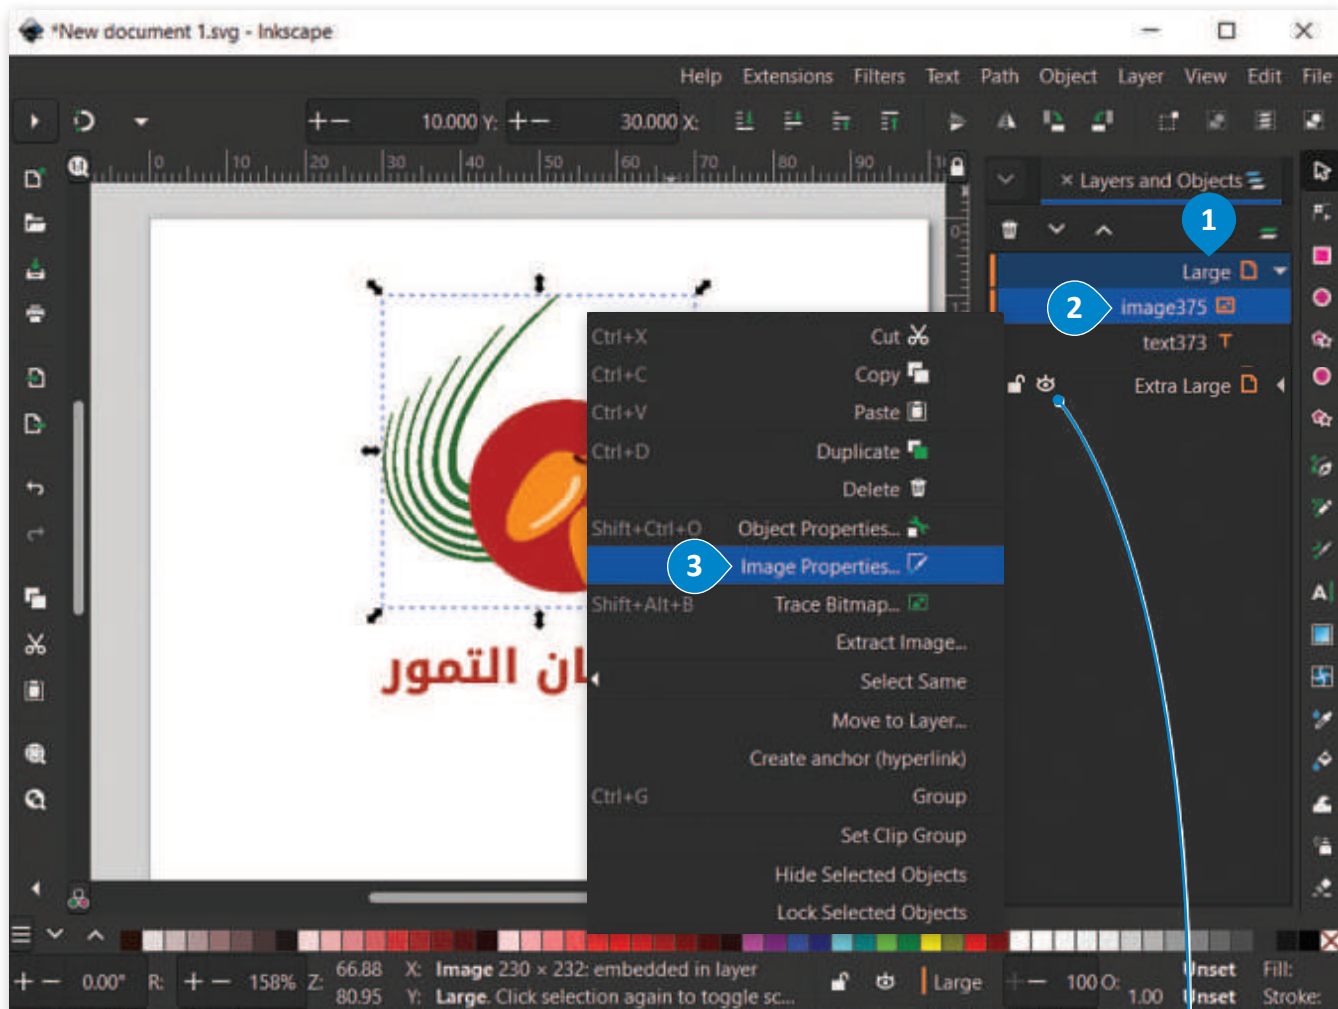 *New document 1.svg - Inkscape
Help Extensions Filters Text Path Object Layer View Edit File
10.000 Y: 30.000 X:
0 10 20 30 40 50 60 70 80 90
Layers and Objects
1
Large
2 image375
text373
Extra Large
Ctrl+X Cut
Ctrl+C Copy
Ctrl+V Paste
Ctrl+D Duplicate
Delete
Shift+Ctrl+O Object Properties...
3 Image Properties...
Shift+Alt+B Trace Bitmap...
Extract Image...
Select Same
Move to Layer...
Create anchor (hyperlink)
Ctrl+G Group
Set Clip Group
Hide Selected Objects
Lock Selected Objects
ان التمور
0.00° R: 158% Z: 66.88 X: Image 230 × 232: embedded in layer Large 100 O: Unset Fill:
80.95 Y: Large. Click selection again to toggle sc... 1.00 Unset Stroke: